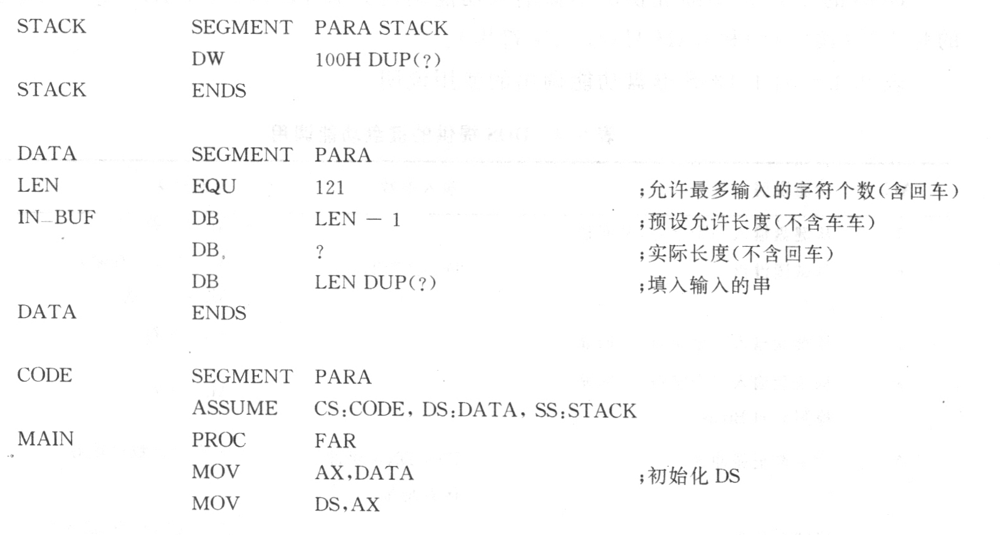 STACK SEGMENT PARA STACK
DW 100H DUP(?)
STACK ENDS
DATA SEGMENT PARA
LEN EQU 121 ;允许最多输入的字符个数(含回车)
IN_BUF DB LEN － 1 ;预设允许长度(不含车车)
DB ? ;实际长度(不含回车)
DB LEN DUP(?) ;填入输入的串
DATA ENDS
CODE SEGMENT PARA
ASSUME CS:CODE, DS:DATA, SS:STACK
MAIN PROC FAR
MOV AX,DATA ;初始化 DS
MOV DS,AX